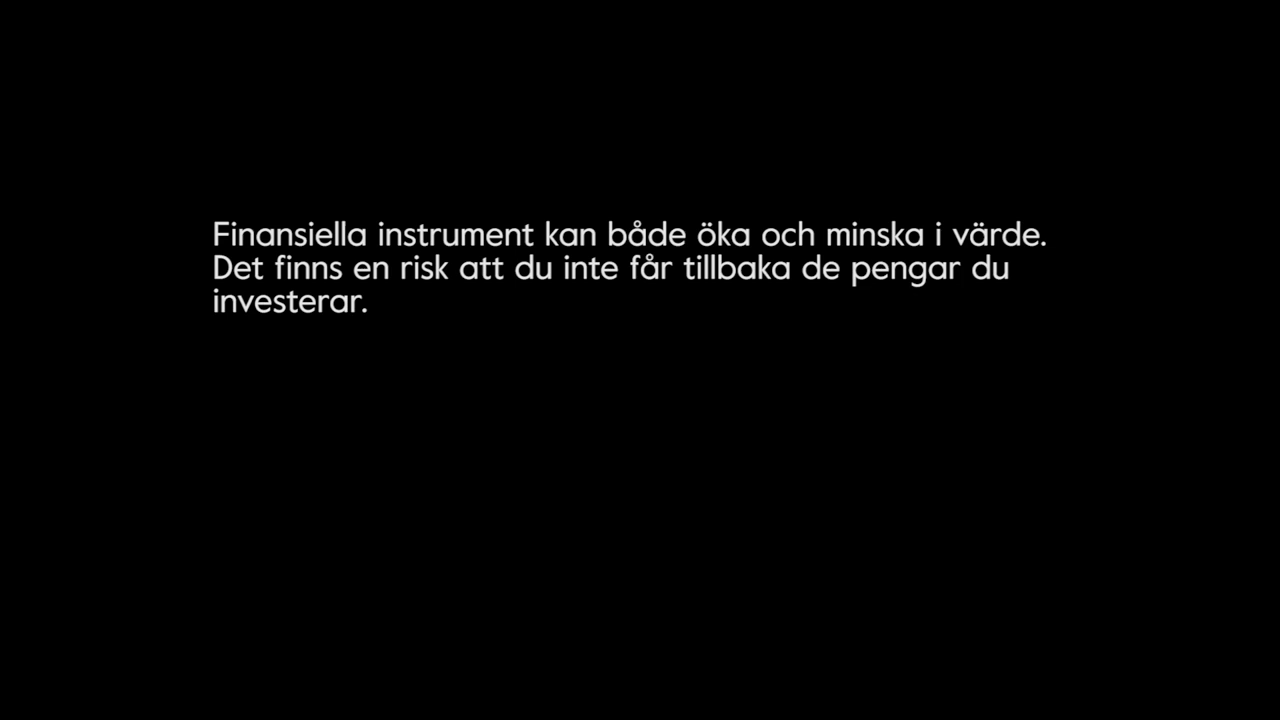 Finansiella instrument kan både öka och minska i värde.
Det finns en risk att du inte får tillbaka de pengar du
investerar.